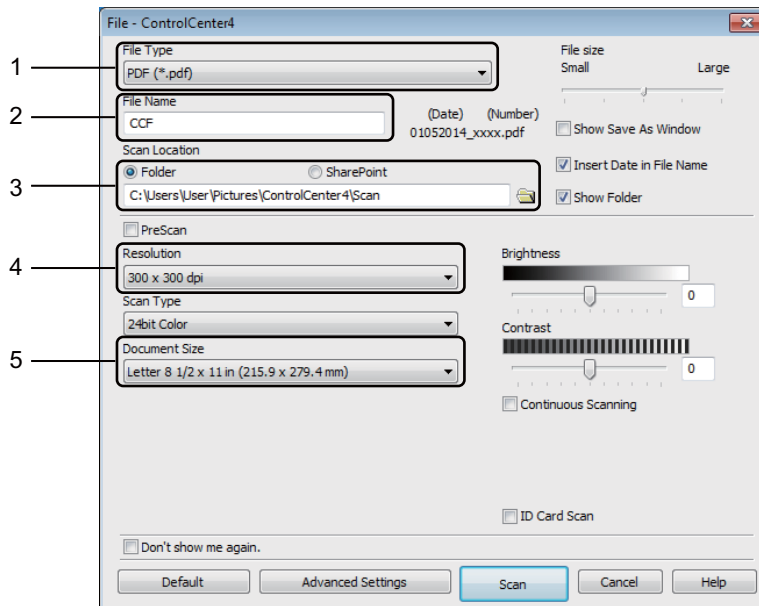 File - ControlCenter4
1
File Type
PDF (*.pdf)
File size
Small Large
2
File Name
CCF
(Date) (Number)
01052014_xxxx.pdf
Show Save As Window
Scan Location
3
Folder SharePoint
Insert Date in File Name
C:\Users\User\Pictures\ControlCenter4\Scan
Show Folder
PreScan
4
Resolution
300 x 300 dpi
Brightness
0
Scan Type
24bit Color
Contrast
0
5
Document Size
Letter 8 1/2 x 11 in (215.9 x 279.4 mm)
Continuous Scanning
ID Card Scan
Don't show me again.
Default Advanced Settings Scan Cancel Help